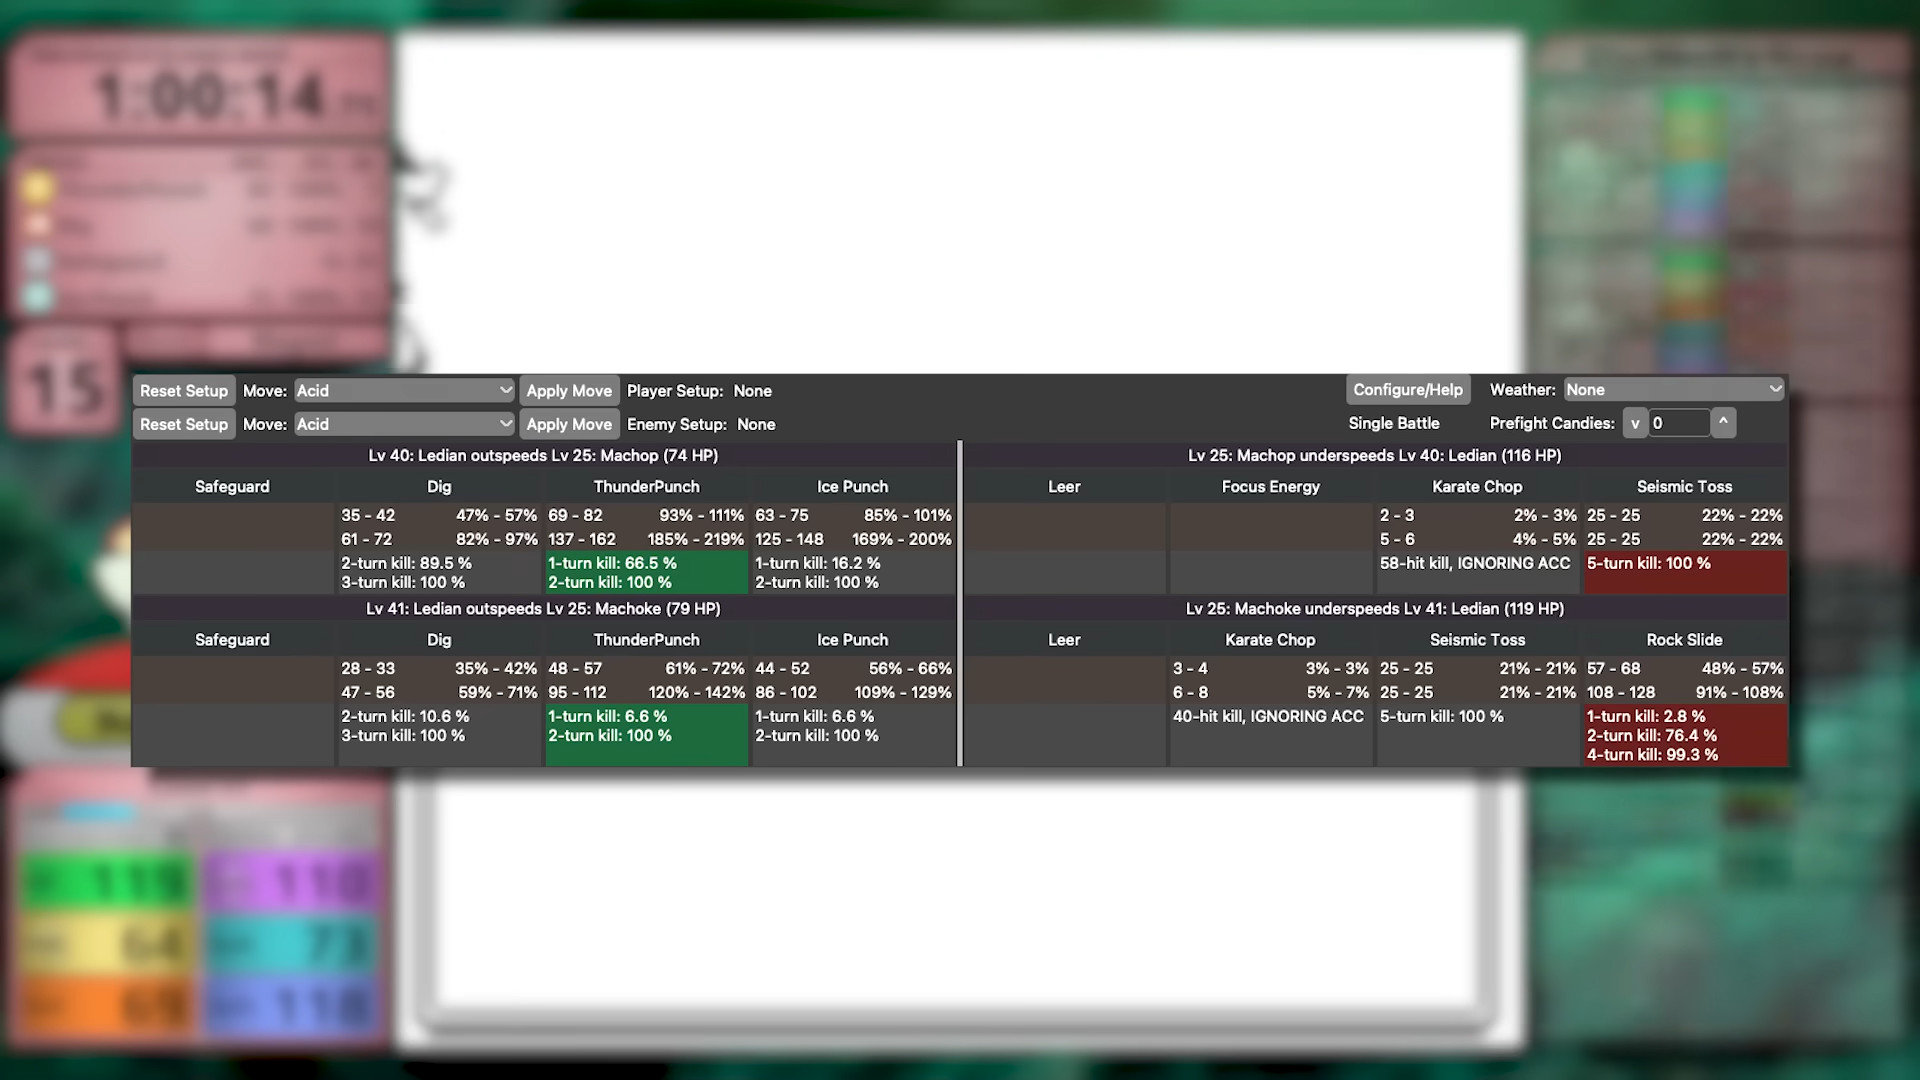 1:00:14
15
Reset Setup Move: Acid Apply Move Player Setup: None Configure/Help Weather: None
Reset Setup Move: Acid Apply Move Enemy Setup: None Single Battle Prefight Candies: v 0 ^
Lv 40: Ledian outspeeds Lv 25: Machop (74 HP) Lv 25: Machop underspeeds Lv 40: Ledian (116 HP)
Safeguard Dig ThunderPunch Ice Punch Leer Focus Energy Karate Chop Seismic Toss
35 - 42 47% - 57% 69 - 82 93% - 111% 63 - 75 85% - 101% 2 - 3 2% - 3% 25 - 25 22% - 22%
61 - 72 82% - 97% 137 - 162 185% - 219% 125 - 148 169% - 200% 5 - 6 4% - 5% 25 - 25 22% - 22%
2-turn kill: 89.5 % 1-turn kill: 66.5 % 1-turn kill: 16.2 % 58-hit kill, IGNORING ACC 5-turn kill: 100 %
3-turn kill: 100 % 2-turn kill: 100 % 2-turn kill: 100 %
Lv 41: Ledian outspeeds Lv 25: Machoke (79 HP) Lv 25: Machoke underspeeds Lv 41: Ledian (119 HP)
Safeguard Dig ThunderPunch Ice Punch Leer Karate Chop Seismic Toss Rock Slide
28 - 33 35% - 42% 48 - 57 61% - 72% 44 - 52 56% - 66% 3 - 4 3% - 3% 25 - 25 21% - 21% 57 - 68 48% - 57%
47 - 56 59% - 71% 95 - 112 120% - 142% 86 - 102 109% - 129% 6 - 8 5% - 7% 25 - 25 21% - 21% 108 - 128 91% - 108%
2-turn kill: 10.6 % 1-turn kill: 6.6 % 1-turn kill: 6.6 % 40-hit kill, IGNORING ACC 5-turn kill: 100 % 1-turn kill: 2.8 %
3-turn kill: 100 % 2-turn kill: 100 % 2-turn kill: 100 % 2-turn kill: 76.4 %
4-turn kill: 99.3 %
119 110
64 73
69 118